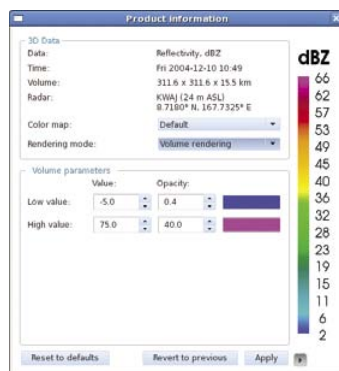 Product information
3D Data
Data: Reflectivity, dBZ
Time: Fri 2004-12-10 10:49
Volume: 311.6 x 311.6 x 15.5 km
Radar: KWAJ (24 m ASL)
8.7180° N, 167.7325° E
Color map: Default
Rendering mode: Volume rendering
Volume parameters
Value: Opacity:
Low value: -5.0 0.4
High value: 75.0 40.0
Reset to defaults Revert to previous Apply
dBZ
66
62
57
53
49
45
40
36
32
28
23
19
15
11
6
2